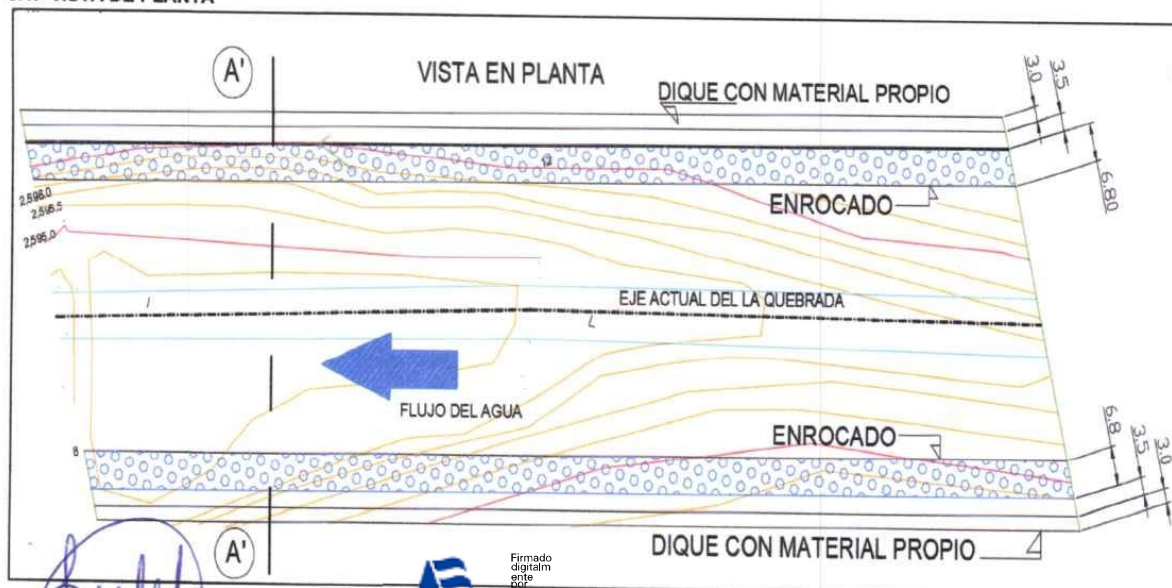 VISTA EN PLANTA
A'
DIQUE CON MATERIAL PROPIO
3.0
3.5
6.80
ENROCADO
2,596.0
2,595.5
2,595.0
EJE ACTUAL DEL LA QUEBRADA
FLUJO DEL AGUA
ENROCADO
6.8
3.5
3.0
A'
DIQUE CON MATERIAL PROPIO
Firmado
digitalm
ente
por